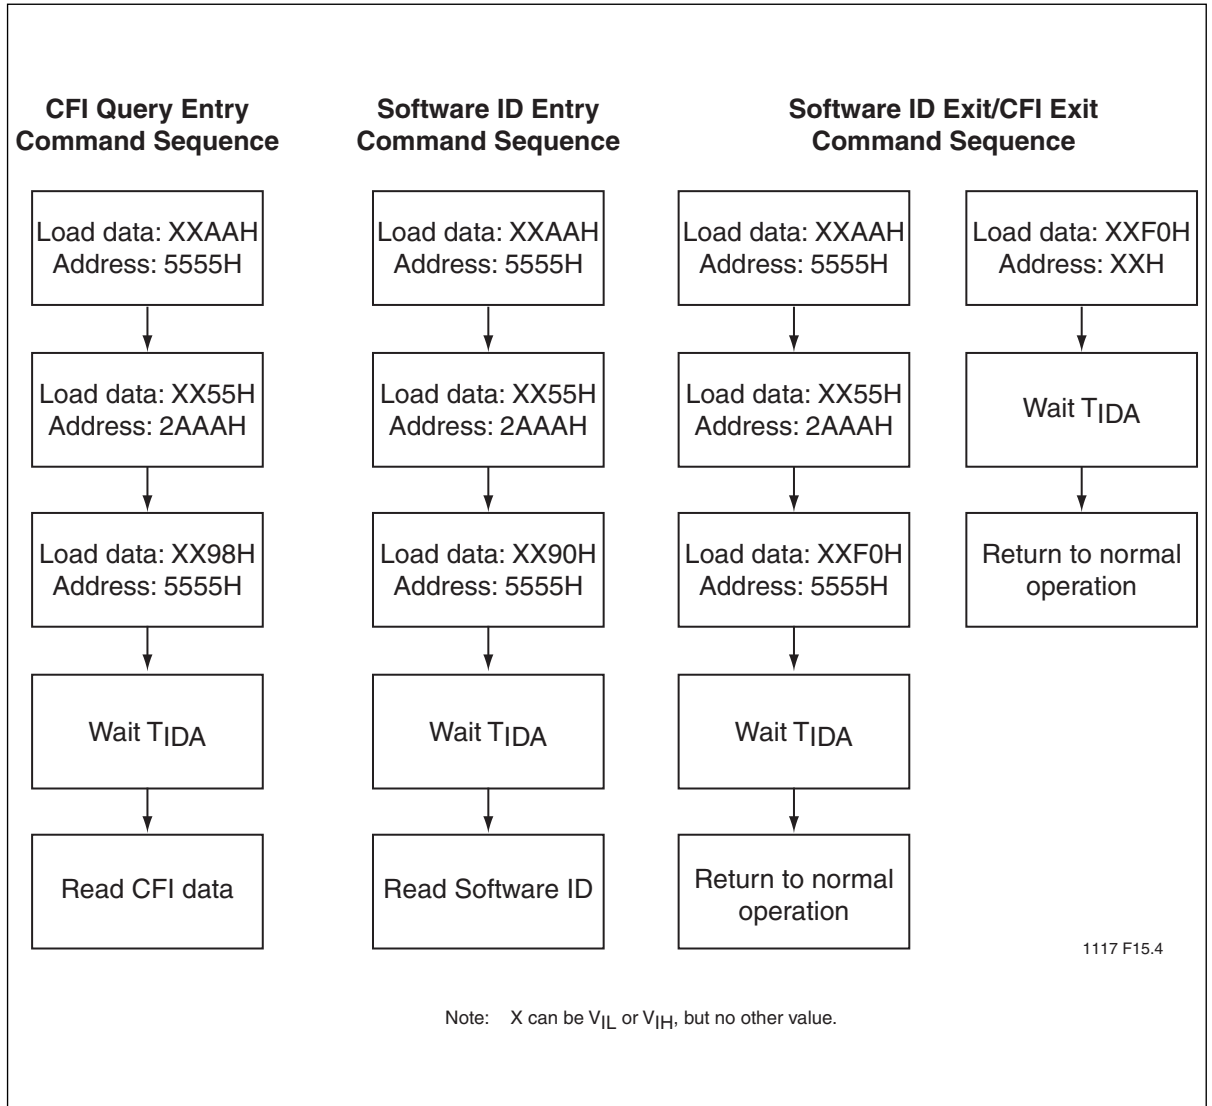 CFI Query Entry
Command Sequence
Load data: XXAAH
Address: 5555H
Load data: XX55H
Address: 2AAAH
Load data: XX98H
Address: 5555H
Wait TIDA
Read CFI data
Software ID Entry
Command Sequence
Load data: XXAAH
Address: 5555H
Load data: XX55H
Address: 2AAAH
Load data: XX90H
Address: 5555H
Wait TIDA
Read Software ID
Software ID Exit/CFI Exit
Command Sequence
Load data: XXAAH
Address: 5555H
Load data: XX55H
Address: 2AAAH
Load data: XXF0H
Address: 5555H
Wait TIDA
Return to normal
operation
Load data: XXF0H
Address: XXH
Wait TIDA
Return to normal
operation
1117 F15.4
Note: X can be VIL or VIH, but no other value.